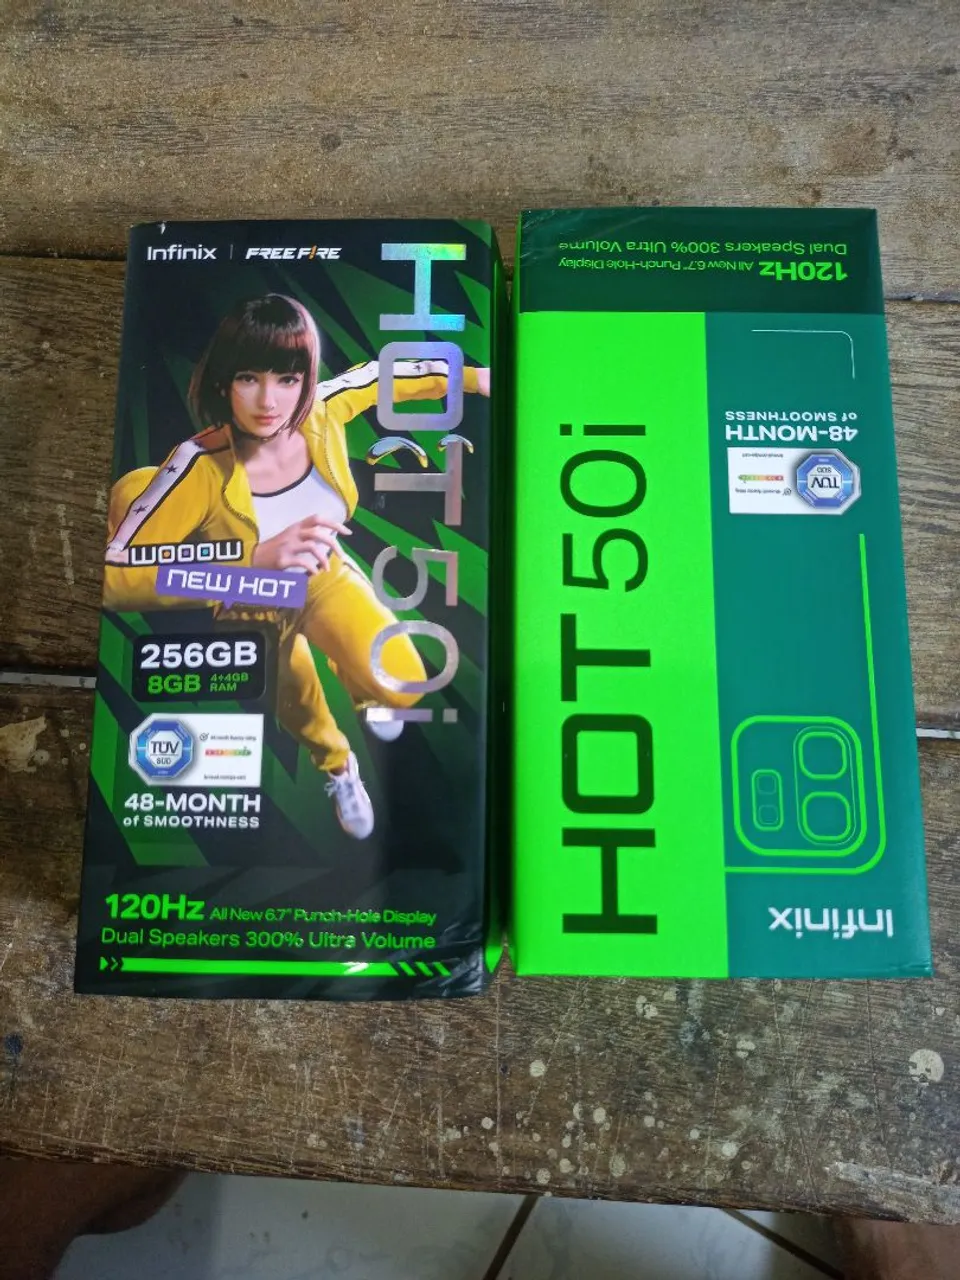 Infinix | FREE FIRE
HOT 50i
WOOOW
NEW HOT
256GB
8GB 4+4GB RAM
TÜV
SÜD
48-MONTH
of SMOOTHNESS
120Hz All New 6.7" Punch-Hole Display
Dual Speakers 300% Ultra Volume
120Hz All New 6.7" Punch-Hole Display
Dual Speakers 300% Ultra Volume
HOT 50i
48-MONTH
of SMOOTHNESS
TÜV
SÜD
Infinix